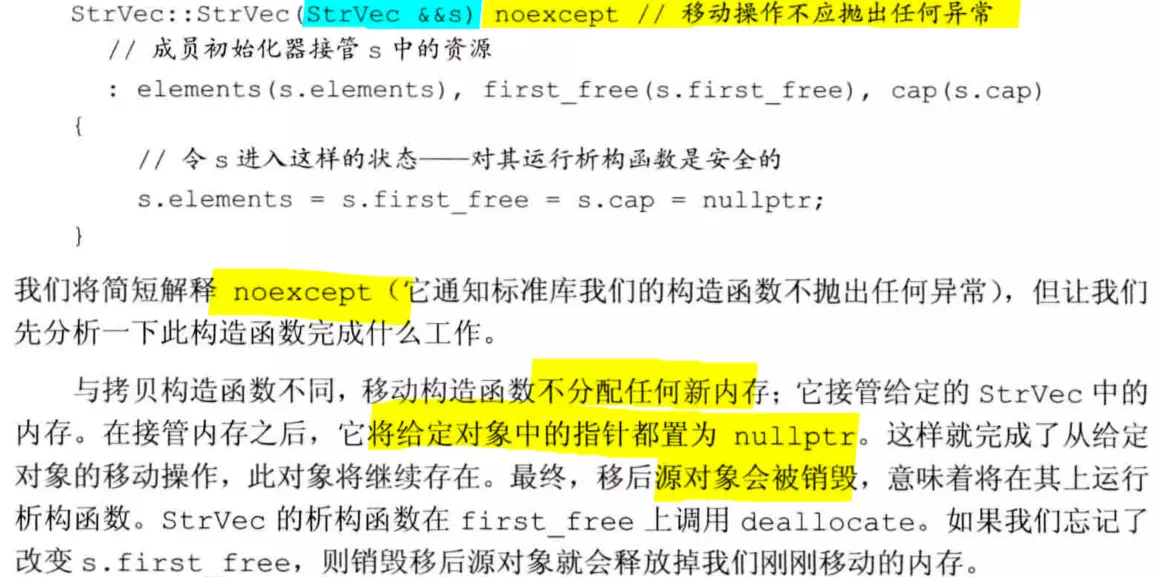 StrVec::StrVec(StrVec &&s) noexcept // 移动操作不应抛出任何异常
// 成员初始化器接管 s 中的资源
: elements(s.elements), first_free(s.first_free), cap(s.cap)
{
// 令 s 进入这样的状态——对其运行析构函数是安全的
s.elements = s.first_free = s.cap = nullptr;
}
我们将简短解释 noexcept（它通知标准库我们的构造函数不抛出任何异常），但让我们
先分析一下此构造函数完成什么工作。
与拷贝构造函数不同，移动构造函数不分配任何新内存；它接管给定的 StrVec 中的
内存。在接管内存之后，它将给定对象中的指针都置为 nullptr。这样就完成了从给定
对象的移动操作，此对象将继续存在。最终，移后源对象会被销毁，意味着将在其上运行
析构函数。StrVec 的析构函数在 first_free 上调用 deallocate。如果我们忘记了
改变 s.first_free，则销毁移后源对象就会释放掉我们刚刚移动的内存。